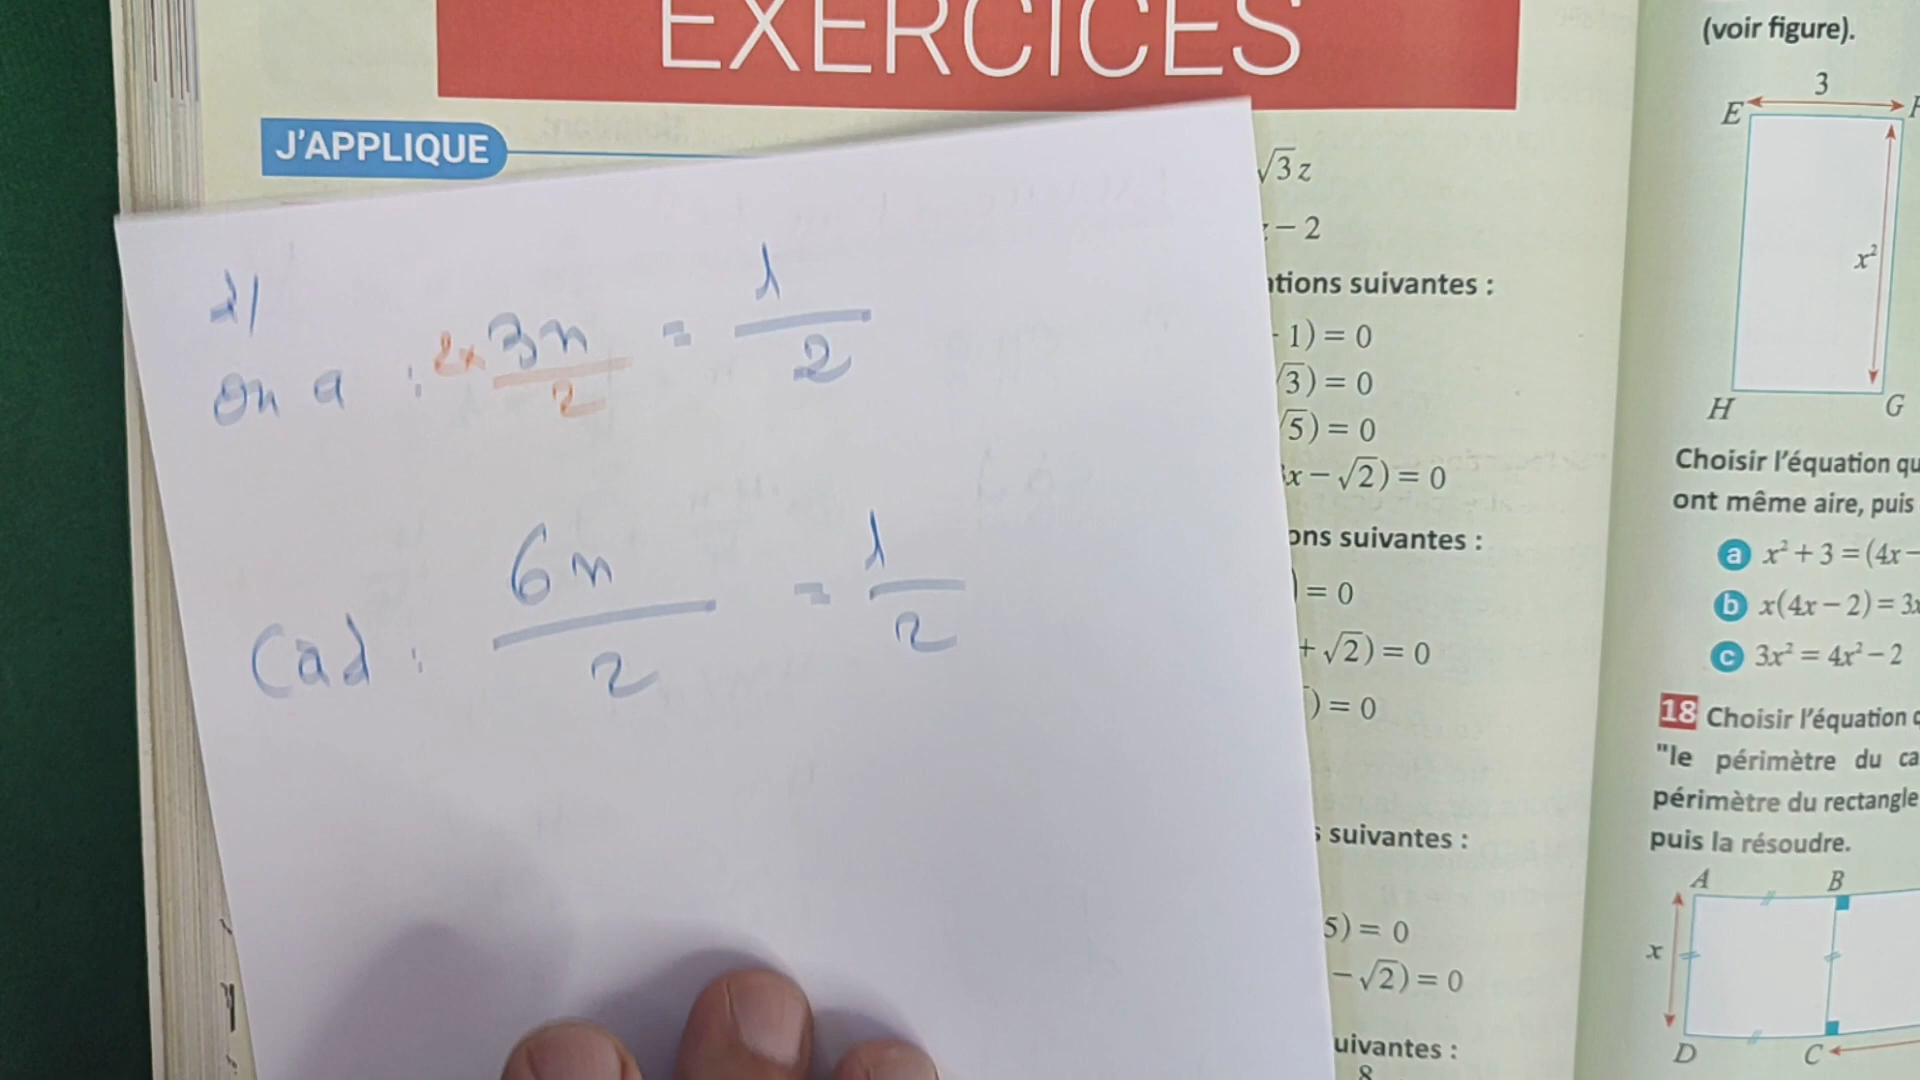 EXERCICES
J'APPLIQUE
2/
on a : 2x 3x/2 = 1/2
Cad : 6x/2 = 1/2
√3 z
- 2
tions suivantes :
1) = 0
√3) = 0
√5) = 0
x - √2) = 0
ons suivantes :
) = 0
+ √2) = 0
) = 0
suivantes :
5) = 0
- √2) = 0
uivantes :
8
(voir figure).
3
E
x²
H
G
Choisir l'équation qu
ont même aire, puis
a x² + 3 = (4x -
b x(4x - 2) = 3x
c 3x² = 4x² - 2
18 Choisir l'équation
"le périmètre du ca
périmètre du rectangle
puis la résoudre.
A
B
x
D
C